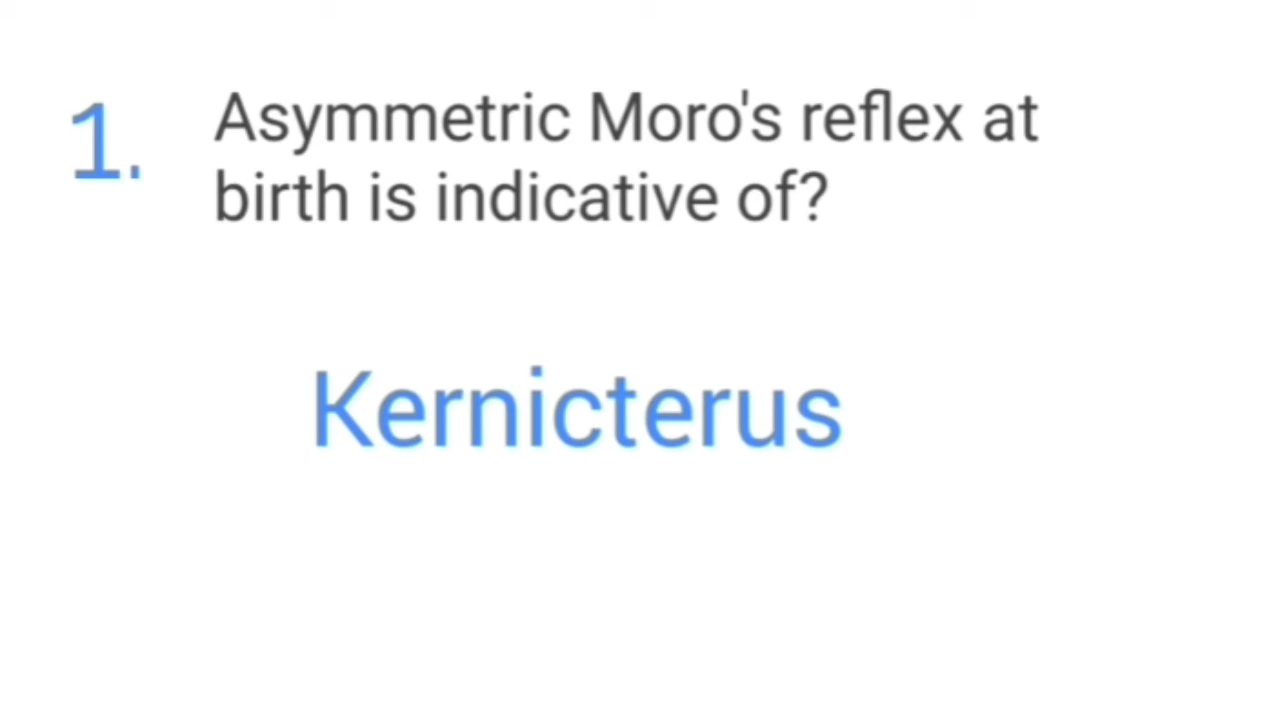 1. Asymmetric Moro's reflex at
birth is indicative of?
Kernicterus